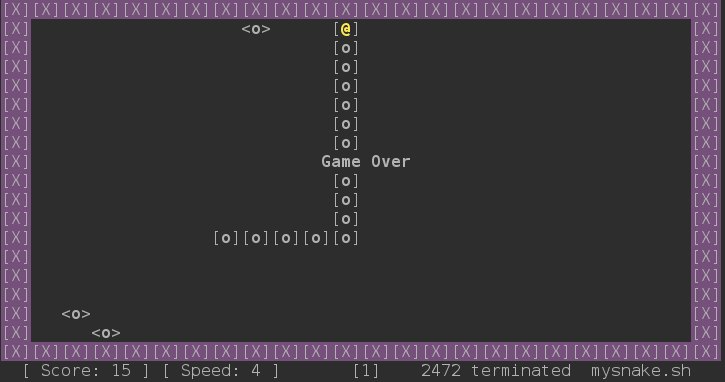 [X][X][X][X][X][X][X][X][X][X][X][X][X][X][X][X][X][X][X][X][X][X][X][X]
[X] <o> [@] [X]
[X] [o] [X]
[X] [o] [X]
[X] [o] [X]
[X] [o] [X]
[X] [o] [X]
[X] [o] [X]
[X] Game Over [X]
[X] [o] [X]
[X] [o] [X]
[X] [o] [X]
[X] [o][o][o][o][o] [X]
[X] [X]
[X] [X]
[X] [X]
[X] <o> [X]
[X] <o> [X]
[X][X][X][X][X][X][X][X][X][X][X][X][X][X][X][X][X][X][X][X][X][X][X][X]
[ Score: 15 ] [ Speed: 4 ] [1] 2472 terminated mysnake.sh